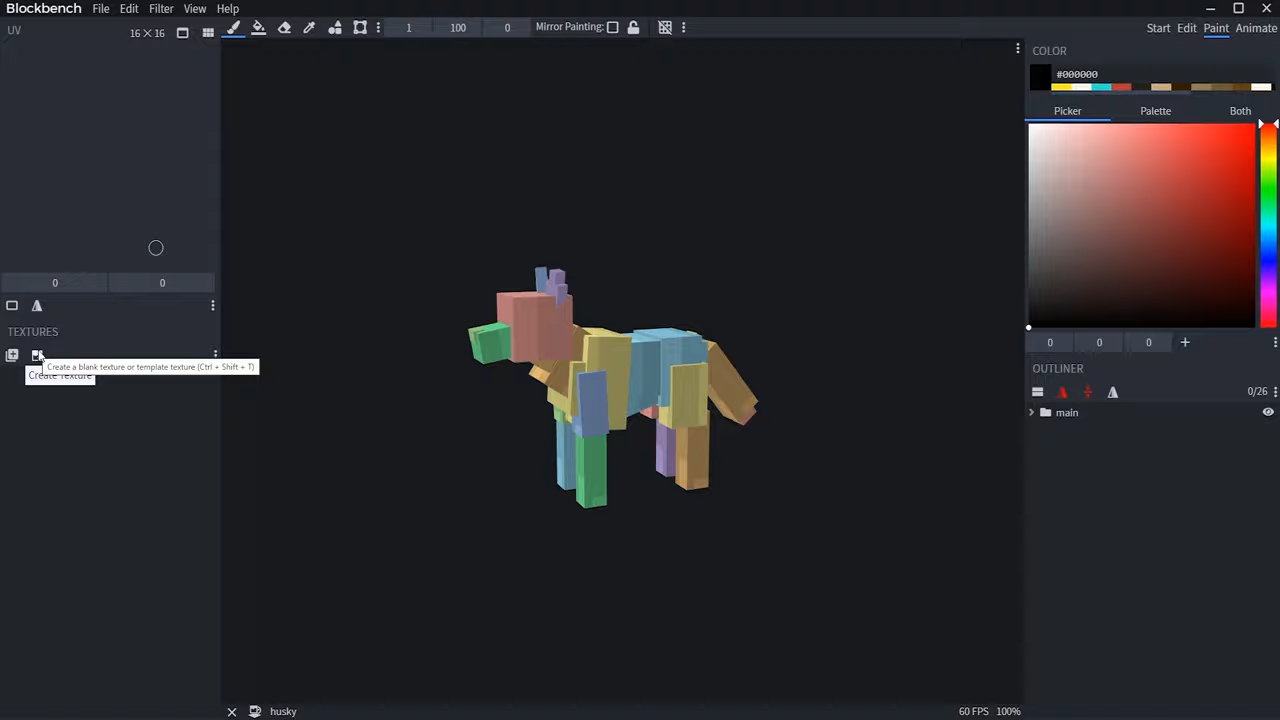 Blockbench File Edit Filter View Help
UV 16 × 16
1 100 0 Mirror Painting:
Start Edit Paint Animate
COLOR
#000000
Picker Palette Both
0 0
0 0 0
TEXTURES
Create a blank texture or template texture (Ctrl + Shift + T)
Create Texture
OUTLINER
0/26
main
husky
60 FPS 100%